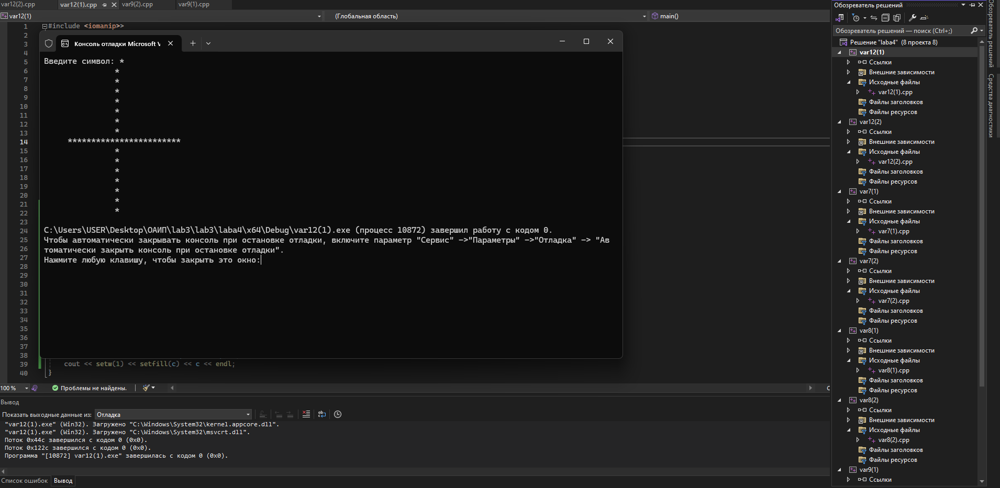 var12(2).cpp var12(1).cpp var9(2).cpp var9(1).cpp
var12(1) (Глобальная область) main()
1 #include <iomanip>>
2
3
4
5
6
7
8
9
10
11
12
13
14
15
16
17
18
19
20
21
22
23
24
25
26
27
28
29
30
31
32
33
34
35
36
37
38
39 cout << setw(1) << setfill(c) << c << endl;
40 }
Консоль отладки Microsoft V
Введите символ: *
*
*
*
*
*
*
*
************************
*
*
*
*
*
*
*
C:\Users\USER\Desktop\ОАИП\lab3\lab3\laba4\x64\Debug\var12(1).exe (процесс 10872) завершил работу с кодом 0.
Чтобы автоматически закрывать консоль при остановке отладки, включите параметр "Сервис" ->"Параметры" ->"Отладка" -> "Ав
томатически закрыть консоль при остановке отладки".
Нажмите любую клавишу, чтобы закрыть это окно:
100 % Проблемы не найдены. С
Вывод
Показать выходные данные из: Отладка
"var12(1).exe" (Win32). Загружено "C:\Windows\System32\kernel.appcore.dll".
"var12(1).exe" (Win32). Загружено "C:\Windows\System32\msvcrt.dll".
Поток 0x44c завершился с кодом 0 (0x0).
Поток 0x122c завершился с кодом 0 (0x0).
Программа "[10872] var12(1).exe" завершилась с кодом 0 (0x0).
Список ошибок Вывод
Обозреватель решений
Обозреватель решений — поиск (Ctrl+;)
Решение "laba4" (8 проекта 8)
var12(1)
Ссылки
Внешние зависимости
Исходные файлы
var12(1).cpp
Файлы заголовков
Файлы ресурсов
var12(2)
Ссылки
Внешние зависимости
Исходные файлы
var12(2).cpp
Файлы заголовков
Файлы ресурсов
var7(1)
Ссылки
Внешние зависимости
Исходные файлы
var7(1).cpp
Файлы заголовков
Файлы ресурсов
var7(2)
Ссылки
Внешние зависимости
Исходные файлы
var7(2).cpp
Файлы заголовков
Файлы ресурсов
var8(1)
Ссылки
Внешние зависимости
Исходные файлы
var8(1).cpp
Файлы заголовков
Файлы ресурсов
var8(2)
Ссылки
Внешние зависимости
Исходные файлы
var8(2).cpp
Файлы заголовков
Файлы ресурсов
var9(1)
Ссылки
Обозреватель решений
Средства диагностики